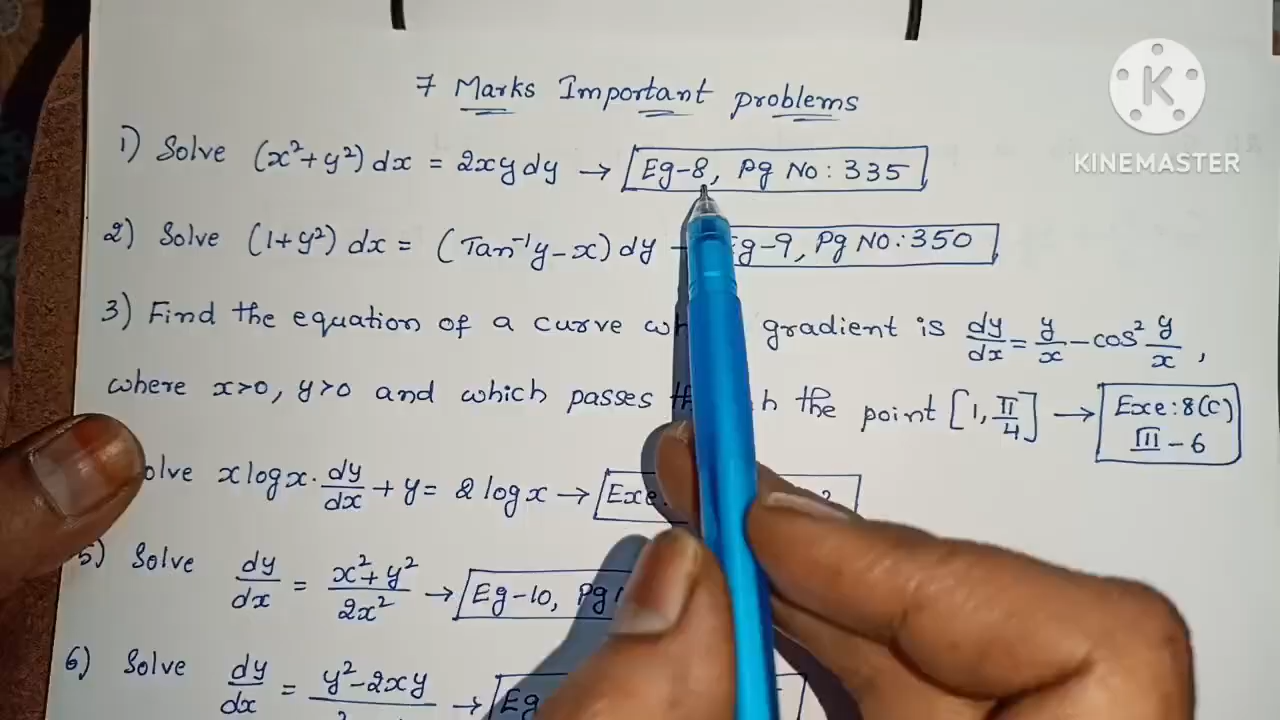 7 Marks Important problems
KINEMASTER
1) Solve (x²+y²) dx = 2xy dy → Eg-8, Pg No: 335
2) Solve (1+y²) dx = (Tan⁻¹y-x) dy Eg-9, Pg No: 350
3) Find the equation of a curve gradient is dy/dx = y/x - cos² y/x ,
where x>0, y>0 and which passes the point [1, π/4] → Exe: 8(c) III-6
x log x. dy/dx + y = 2 log x → Exe
5) Solve dy/dx = (x²+y²)/2x² → Eg-10, Pg
6) Solve dy/dx = y²-2xy → Eg